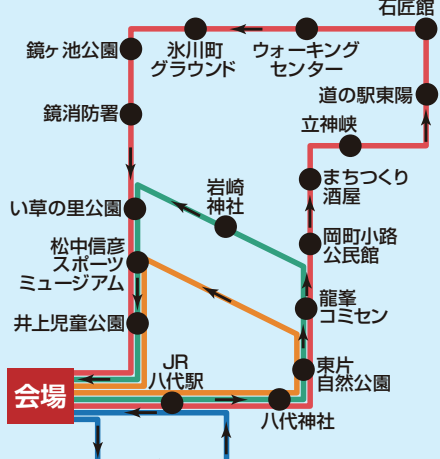 石匠館
鏡ヶ池公園
氷川町
グラウンド
ウォーキング
センター
道の駅東陽
鏡消防署
立神峡
い草の里公園
岩崎
神社
まちつくり
酒屋
松中信彦
スポーツ
ミュージアム
岡町小路
公民館
井上児童公園
龍峯
コミセン
会場
JR
八代駅
東片
自然公園
八代神社